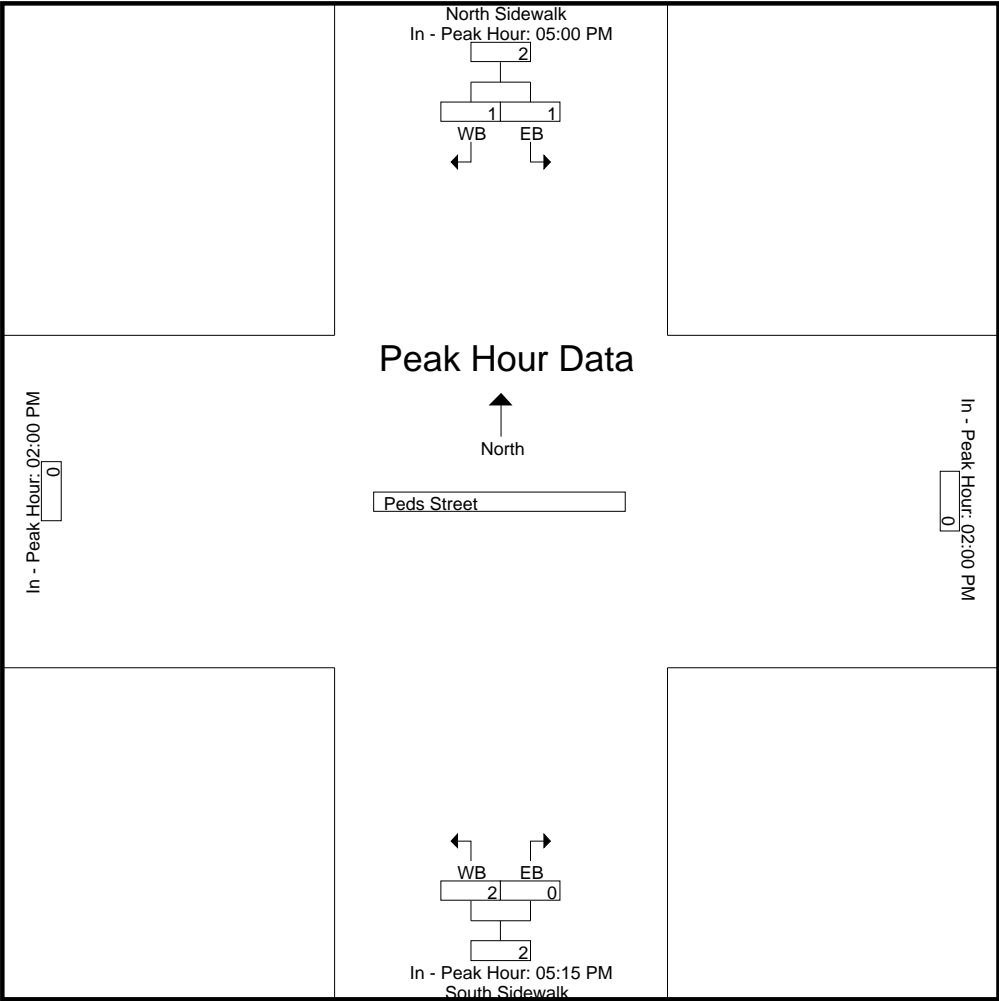 North Sidewalk
In - Peak Hour: 05:00 PM
2
1 1
WB EB
Peak Hour Data
North
In - Peak Hour: 02:00 PM
0
Peds Street
0
In - Peak Hour: 02:00 PM
WB EB
2 0
2
In - Peak Hour: 05:15 PM
South Sidewalk